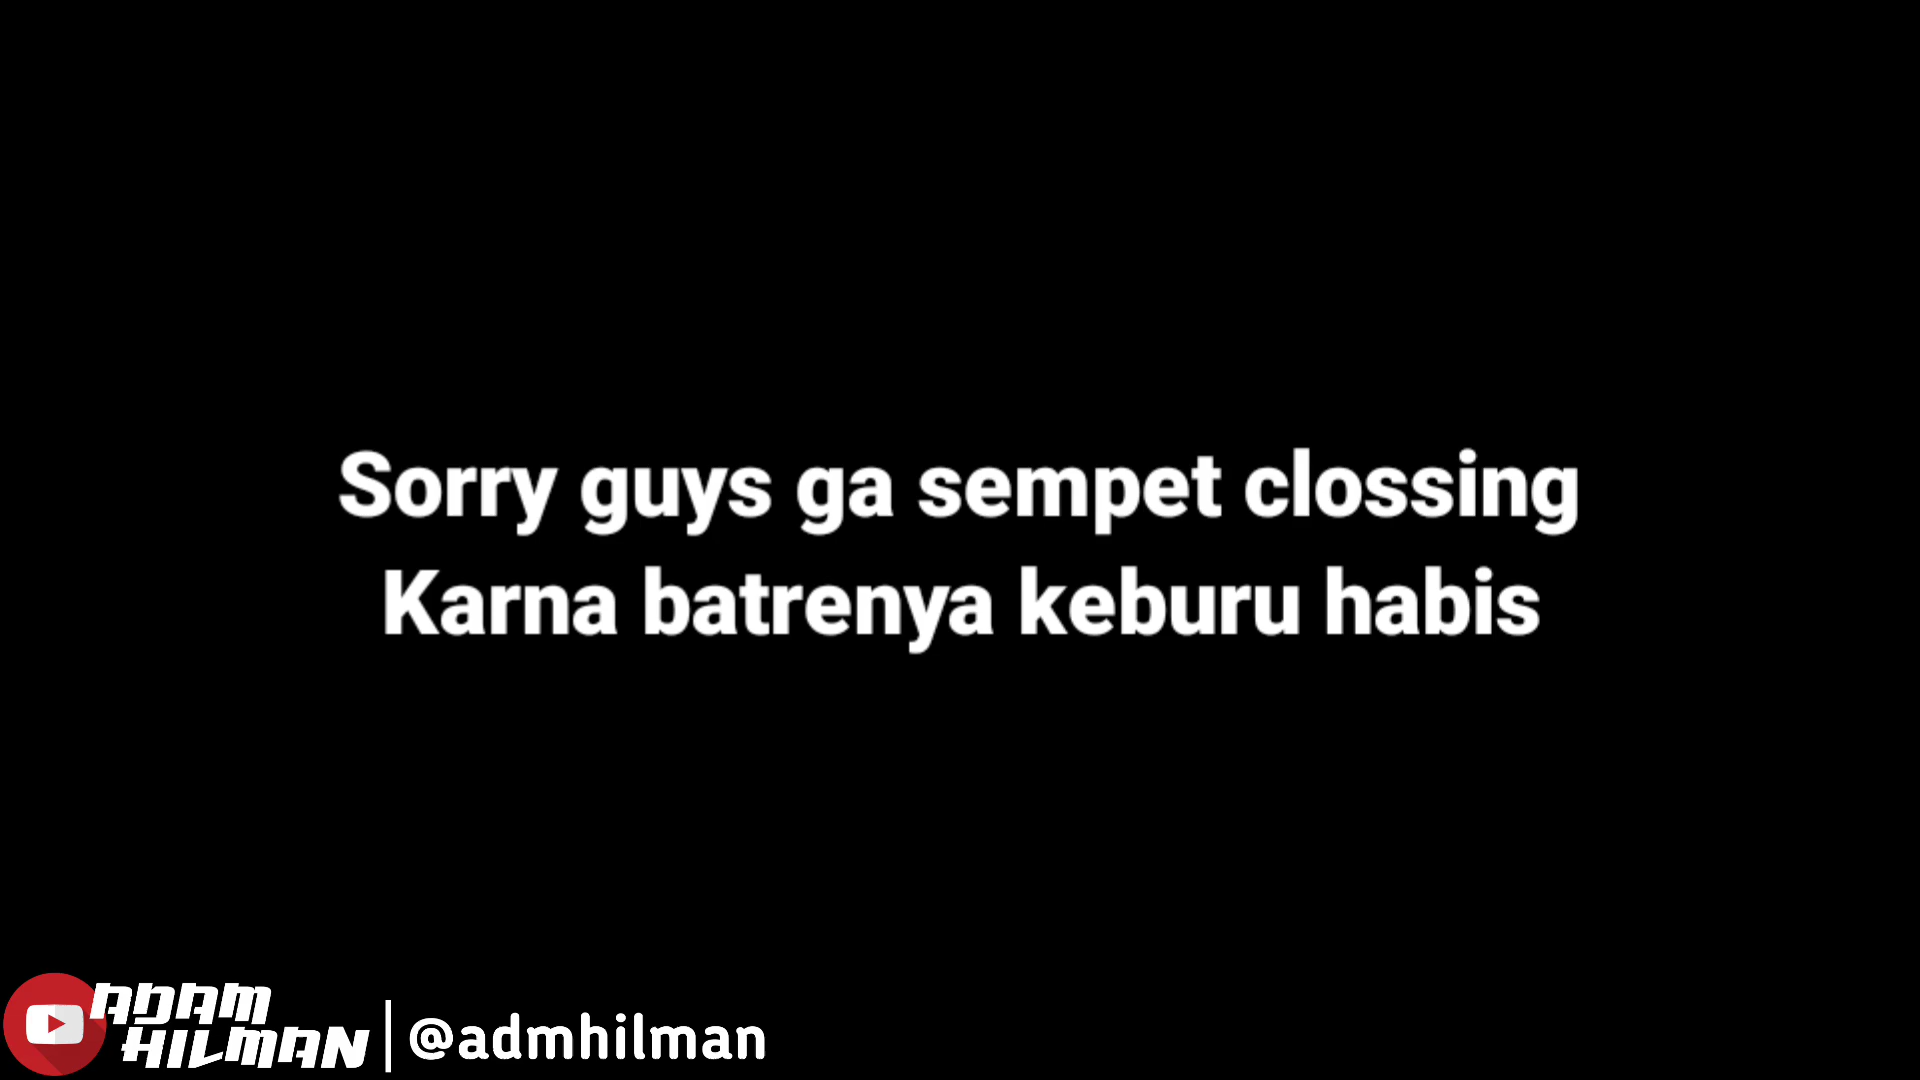 Sorry guys ga sempet clossing
Karna batrenya keburu habis
ADAM
HILMAN
@admhilman